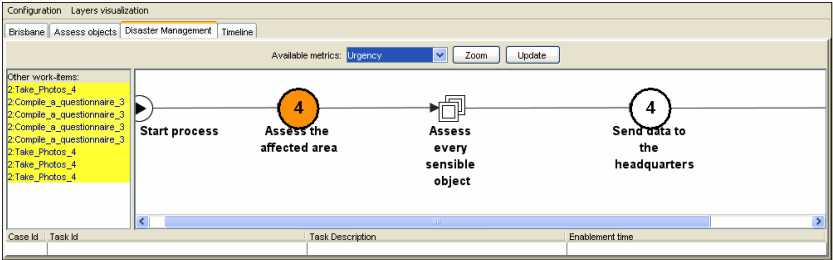 Configuration Layers visualization
Brisbane Assess objects Disaster Management Timeline
Available metrics: Urgency Zoom Update
Other work-items:
2:Take_Photos_4
2:Compile_a_questionnaire_3
2:Compile_a_questionnaire_3
2:Compile_a_questionnaire_3
2:Compile_a_questionnaire_3
2:Take_Photos_4
2:Take_Photos_4
2:Take_Photos_4
Start process
4
Assess the
affected area
Assess
every
sensible
object
4
Send data to
the
headquarters
Case Id Task Id Task Description Enablement time